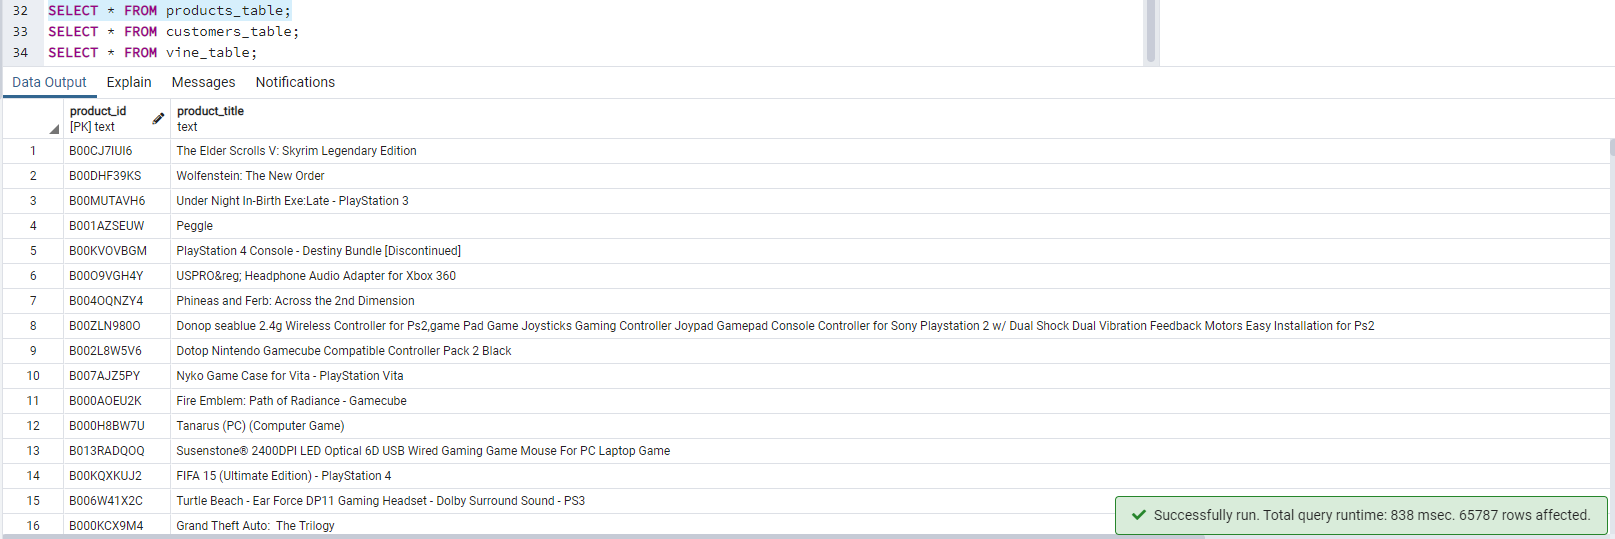 32 SELECT * FROM products_table;
33 SELECT * FROM customers_table;
34 SELECT * FROM vine_table;
Data Output Explain Messages Notifications
product_id product_title
[PK] text text
1 B00CJ7IUI6 The Elder Scrolls V: Skyrim Legendary Edition
2 B00DHF39KS Wolfenstein: The New Order
3 B00MUTAVH6 Under Night In-Birth Exe:Late - PlayStation 3
4 B001AZSEUW Peggle
5 B00KVOVBGM PlayStation 4 Console - Destiny Bundle [Discontinued]
6 B00O9VGH4Y USPRO&reg; Headphone Audio Adapter for Xbox 360
7 B004OQNZY4 Phineas and Ferb: Across the 2nd Dimension
8 B00ZLN980O Donop seablue 2.4g Wireless Controller for Ps2,game Pad Game Joysticks Gaming Controller Joypad Gamepad Console Controller for Sony Playstation 2 w/ Dual Shock Dual Vibration Feedback Motors Easy Installation for Ps2
9 B002L8W5V6 Dotop Nintendo Gamecube Compatible Controller Pack 2 Black
10 B007AJZ5PY Nyko Game Case for Vita - PlayStation Vita
11 B000AOEU2K Fire Emblem: Path of Radiance - Gamecube
12 B000H8BW7U Tanarus (PC) (Computer Game)
13 B013RADQOQ Susenstone® 2400DPI LED Optical 6D USB Wired Gaming Game Mouse For PC Laptop Game
14 B00KQXKUJ2 FIFA 15 (Ultimate Edition) - PlayStation 4
15 B006W41X2C Turtle Beach - Ear Force DP11 Gaming Headset - Dolby Surround Sound - PS3
16 B000KCX9M4 Grand Theft Auto: The Trilogy
Successfully run. Total query runtime: 838 msec. 65787 rows affected.